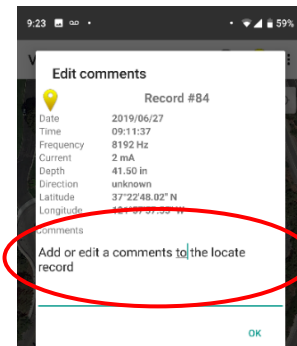 9:23 59%
V
Edit comments
Record #84
Date 2019/06/27
Time 09:11:37
Frequency 8192 Hz
Current 2 mA
Depth 41.50 in
Direction unknown
Latitude 37°22'48.02" N
Longitude
Comments
Add or edit a comments to the locate
record
OK